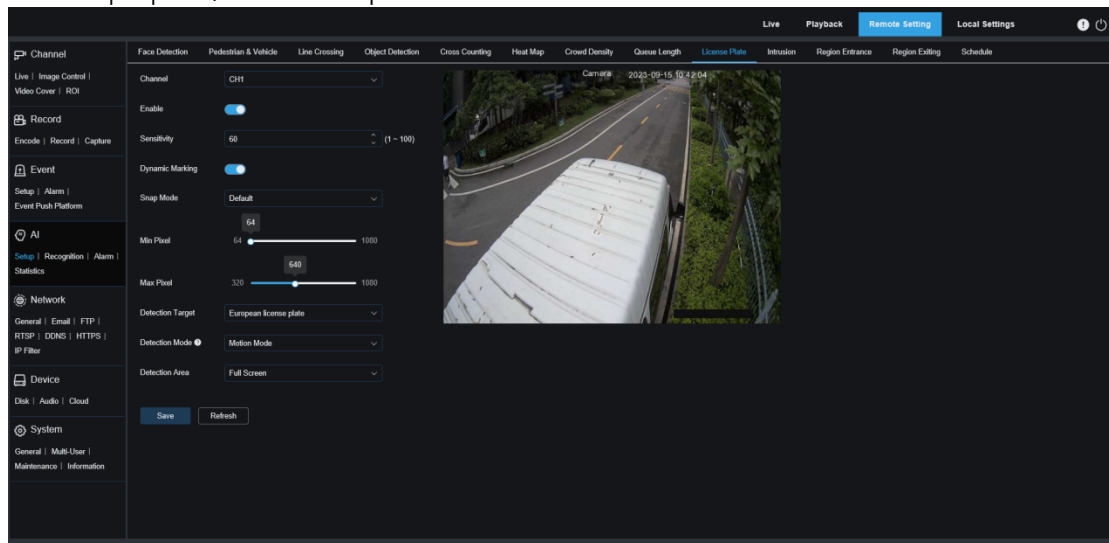 Live Playback Remote Setting Local Settings
Channel
Live | Image Control |
Video Cover | ROI
Record
Encode | Record | Capture
Event
Setup | Alarm |
Event Push Platform
AI
Setup | Recognition | Alarm |
Statistics
Network
General | Email | FTP |
RTSP | DDNS | HTTPS |
IP Filter
Device
Disk | Audio | Cloud
System
General | Multi-User |
Maintenance | Information
Face Detection Pedestrian & Vehicle Line Crossing Object Detection Cross Counting Heat Map Crowd Density Queue Length License Plate Intrusion Region Entrance Region Exiting Schedule
Channel CH1
Enable
Sensitivity 60 (1 ~ 100)
Dynamic Marking
Snap Mode Default
64
Min Pixel 64 1080
640
Max Pixel 320 1080
Detection Target European license plate
Detection Mode Motion Mode
Detection Area Full Screen
Save Refresh
Camera 2023-09-15 10:42:04